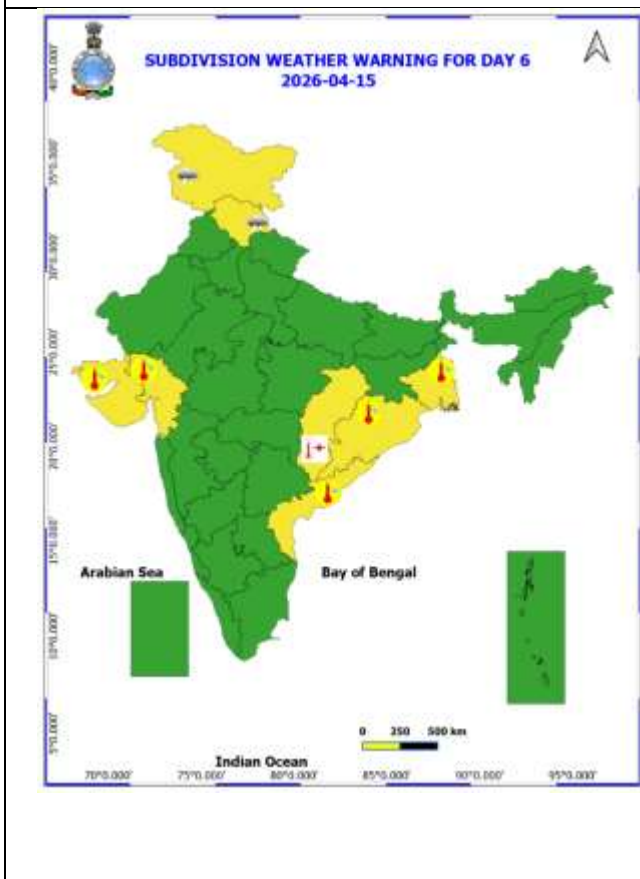 SUBDIVISION WEATHER WARNING FOR DAY 6
2026-04-15
Arabian Sea
Bay of Bengal
0 250 500 km
Indian Ocean
70°0.000' 75°0.000' 80°0.000' 85°0.000' 90°0.000' 95°0.000'
40°0.000'
35°0.000'
30°0.000'
25°0.000'
20°0.000'
15°0.000'
10°0.000'
5°0.000'